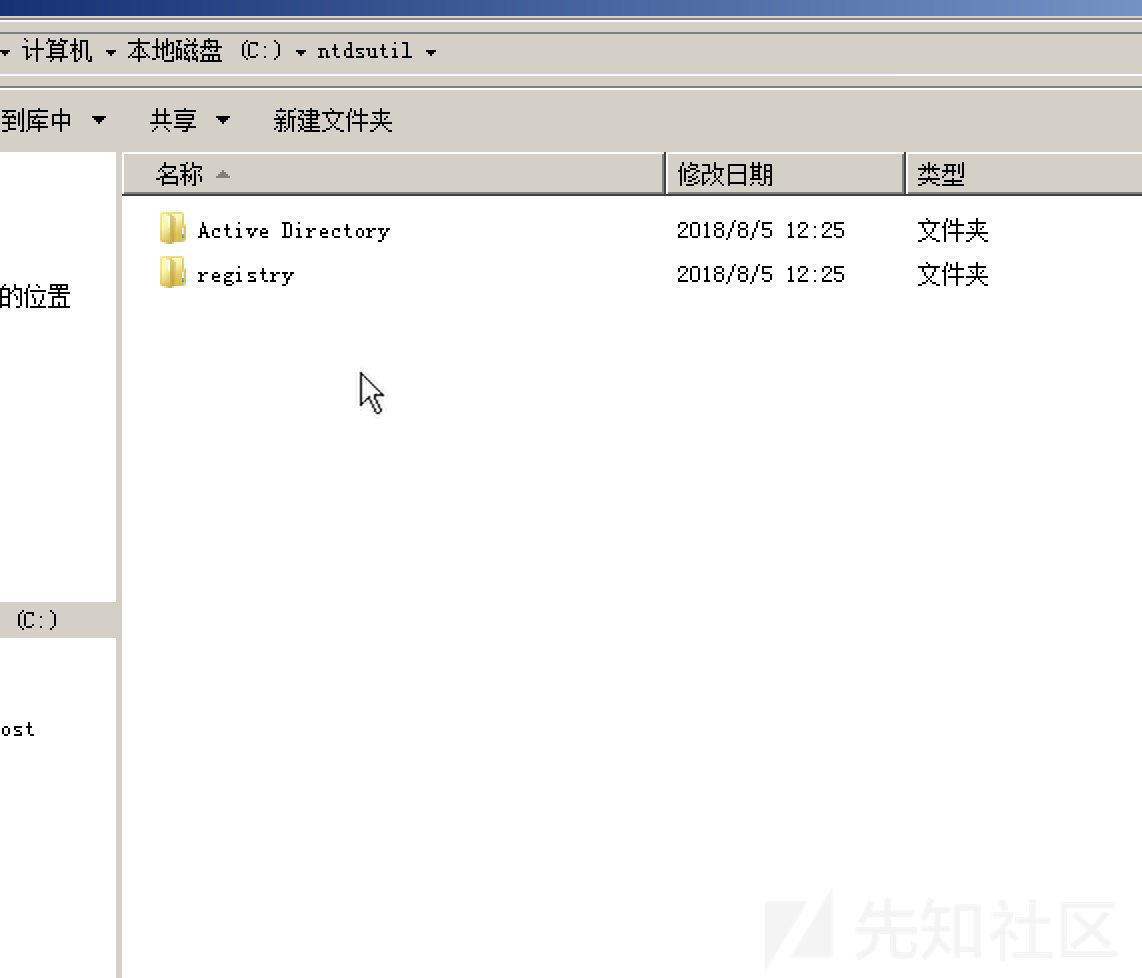 计算机 本地磁盘 (C:) ntdsutil
到库中 共享 新建文件夹
名称 修改日期 类型
Active Directory 2018/8/5 12:25 文件夹
registry 2018/8/5 12:25 文件夹
的位置
(C:)
ost
先知社区